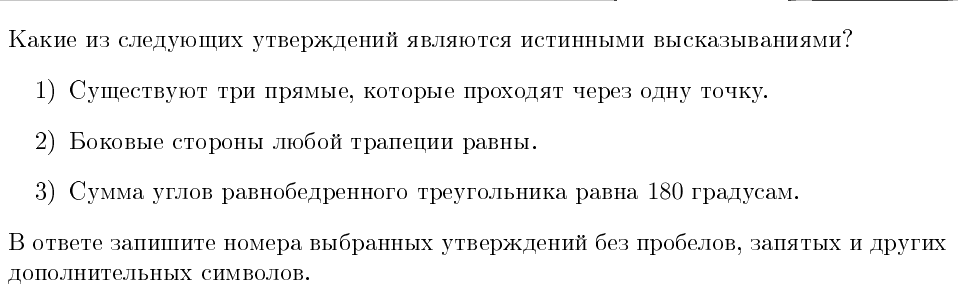 Какие из следующих утверждений являются истинными высказываниями?
1) Существуют три прямые, которые проходят через одну точку.
2) Боковые стороны любой трапеции равны.
3) Сумма углов равнобедренного треугольника равна 180 градусам.
В ответе запишите номера выбранных утверждений без пробелов, запятых и других
дополнительных символов.